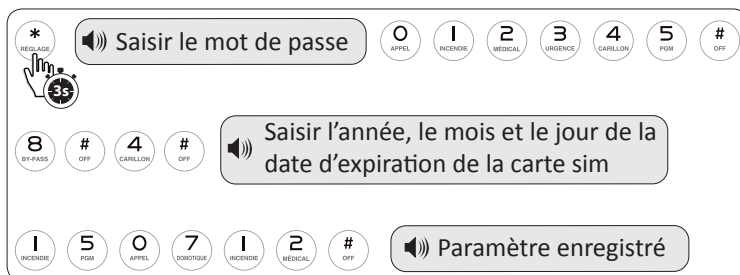 * Saisir le mot de passe 0 1 2 3 4 5 #
RÉGLAGE APPEL INCENDIE MÉDICAL URGENCE CARILLON PGM OFF
3s
Saisir l'année, le mois et le jour de la
8 # 4 #
BY-PASS OFF CARILLON OFF
date d'expiration de la carte sim
1 5 0 7 1 2 # Paramètre enregistré
INCENDIE PGM APPEL DOMOTIQUE INCENDIE MÉDICAL OFF